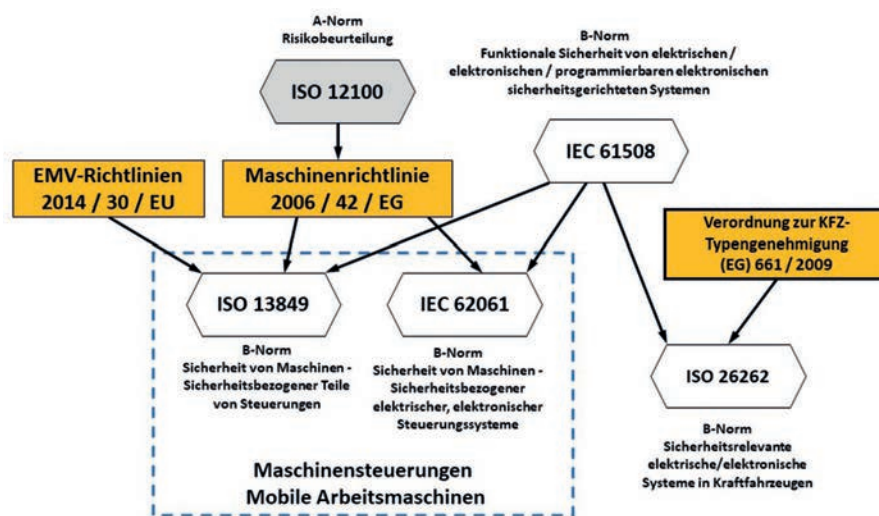 A-Norm
Risikobeurteilung
ISO 12100
B-Norm
Funktionale Sicherheit von elektrischen /
elektronischen / programmierbaren elektronischen
sicherheitsgerichteten Systemen
IEC 61508
EMV-Richtlinien
2014 / 30 / EU
Maschinenrichtlinie
2006 / 42 / EG
Verordnung zur KFZ-
Typengenehmigung
(EG) 661 / 2009
ISO 13849
B-Norm
Sicherheit von Maschinen -
Sicherheitsbezogener Teile
von Steuerungen
IEC 62061
B-Norm
Sicherheit von Maschinen -
Sicherheitsbezogener
elektrischer, elektronischer
Steuerungssysteme
ISO 26262
B-Norm
Sicherheitsrelevante
elektrische/elektronische
Systeme in Kraftfahrzeugen
Maschinensteuerungen
Mobile Arbeitsmaschinen